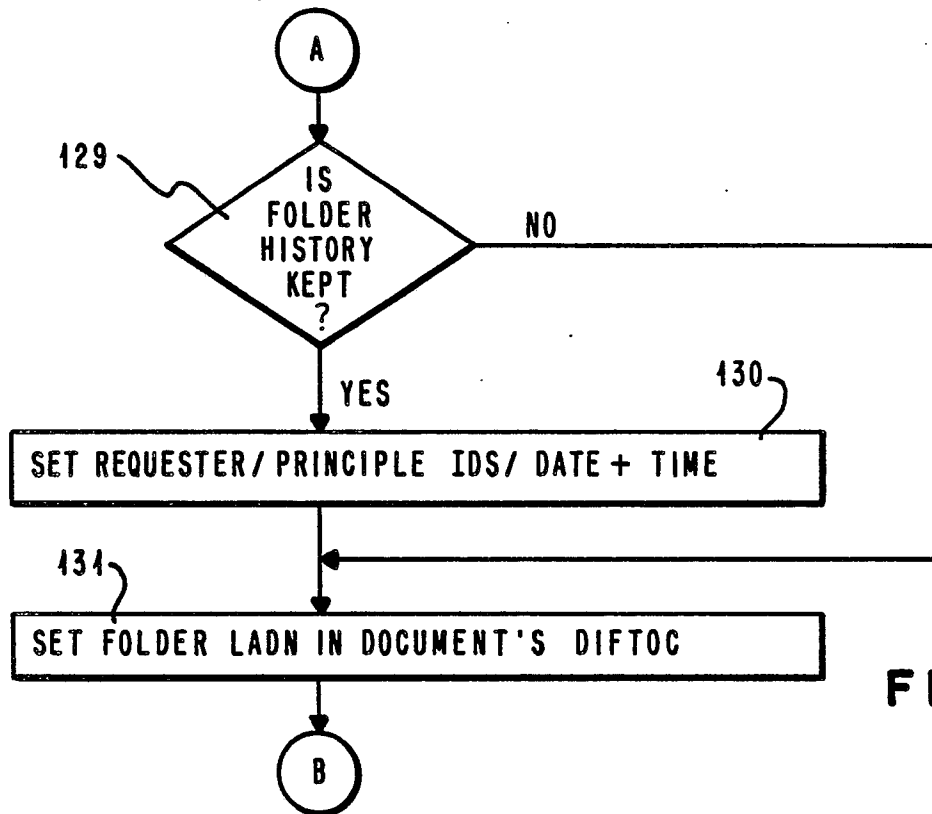 A
129
IS
FOLDER
HISTORY
KEPT
?
NO
YES
130
SET REQUESTER/ PRINCIPLE IDS/ DATE + TIME
131
SET FOLDER LADN IN DOCUMENT'S DIFTOC
B